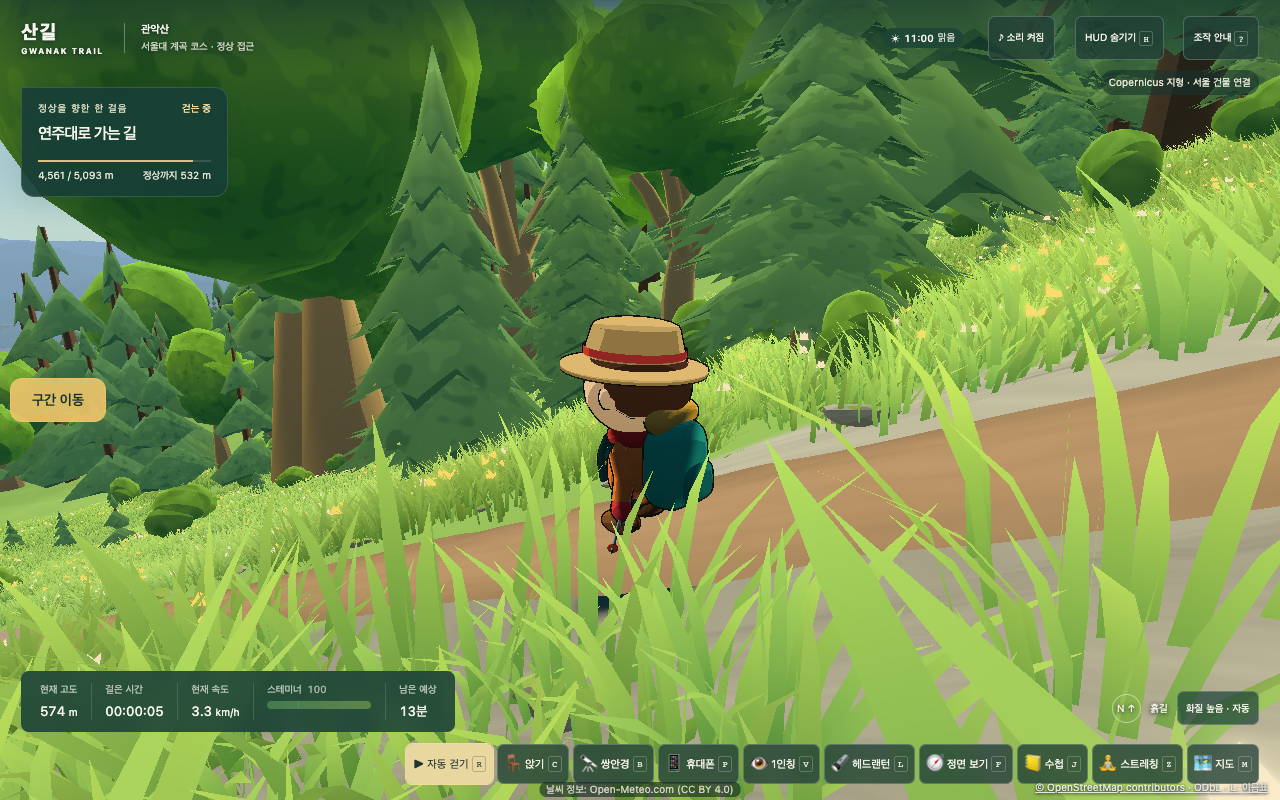 산길
GWANAK TRAIL
관악산
서울대 계곡 코스 · 정상 접근
☀ 11:00 맑음
♪ 소리 켜짐
HUD 숨기기 H
조작 안내 ?
Copernicus 지형 · 서울 건물 연결
정상을 향한 한 걸음 걷는 중
연주대로 가는 길
4,561 / 5,093 m 정상까지 532 m
구간 이동
현재 고도 걸은 시간 현재 속도 스테미너 100 남은 예상
574 m 00:00:05 3.3 km/h 13분
N ↑ 흙길 화질 높음 · 자동
▶ 자동 걷기 R
앉기 C
쌍안경 B
휴대폰 P
1인칭 V
헤드랜턴 L
정면 보기 F
수첩 J
스트레칭 Z
지도 M
날씨 정보: Open-Meteo.com (CC BY 4.0)
© OpenStreetMap contributors · ODbL